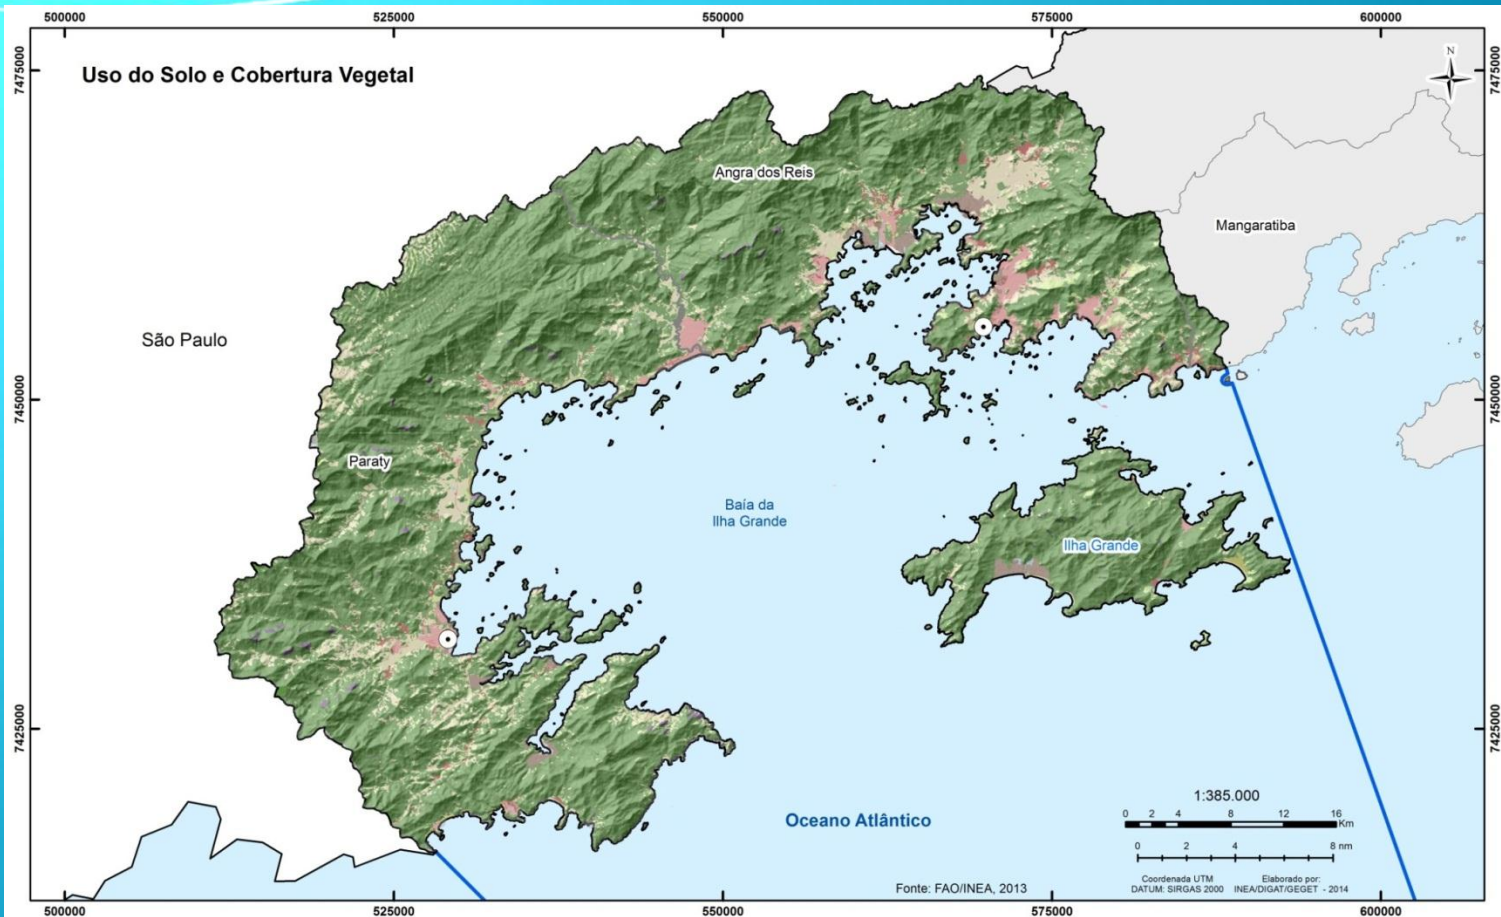 500000 525000 550000 575000 600000
7475000 7475000
N
Uso do Solo e Cobertura Vegetal
Angra dos Reis
Mangaratiba
São Paulo
7450000 7450000
Paraty
Baía da
Ilha Grande
Ilha Grande
7425000 7425000
1:385.000
0 2 4 8 12 16
Km
0 2 4 8 nm
Oceano Atlântico
Coordenada UTM
DATUM: SIRGAS 2000
Elaborado por:
INEA/DIGAT/GEGET - 2014
Fonte: FAO/INEA, 2013
500000 525000 550000 575000 600000